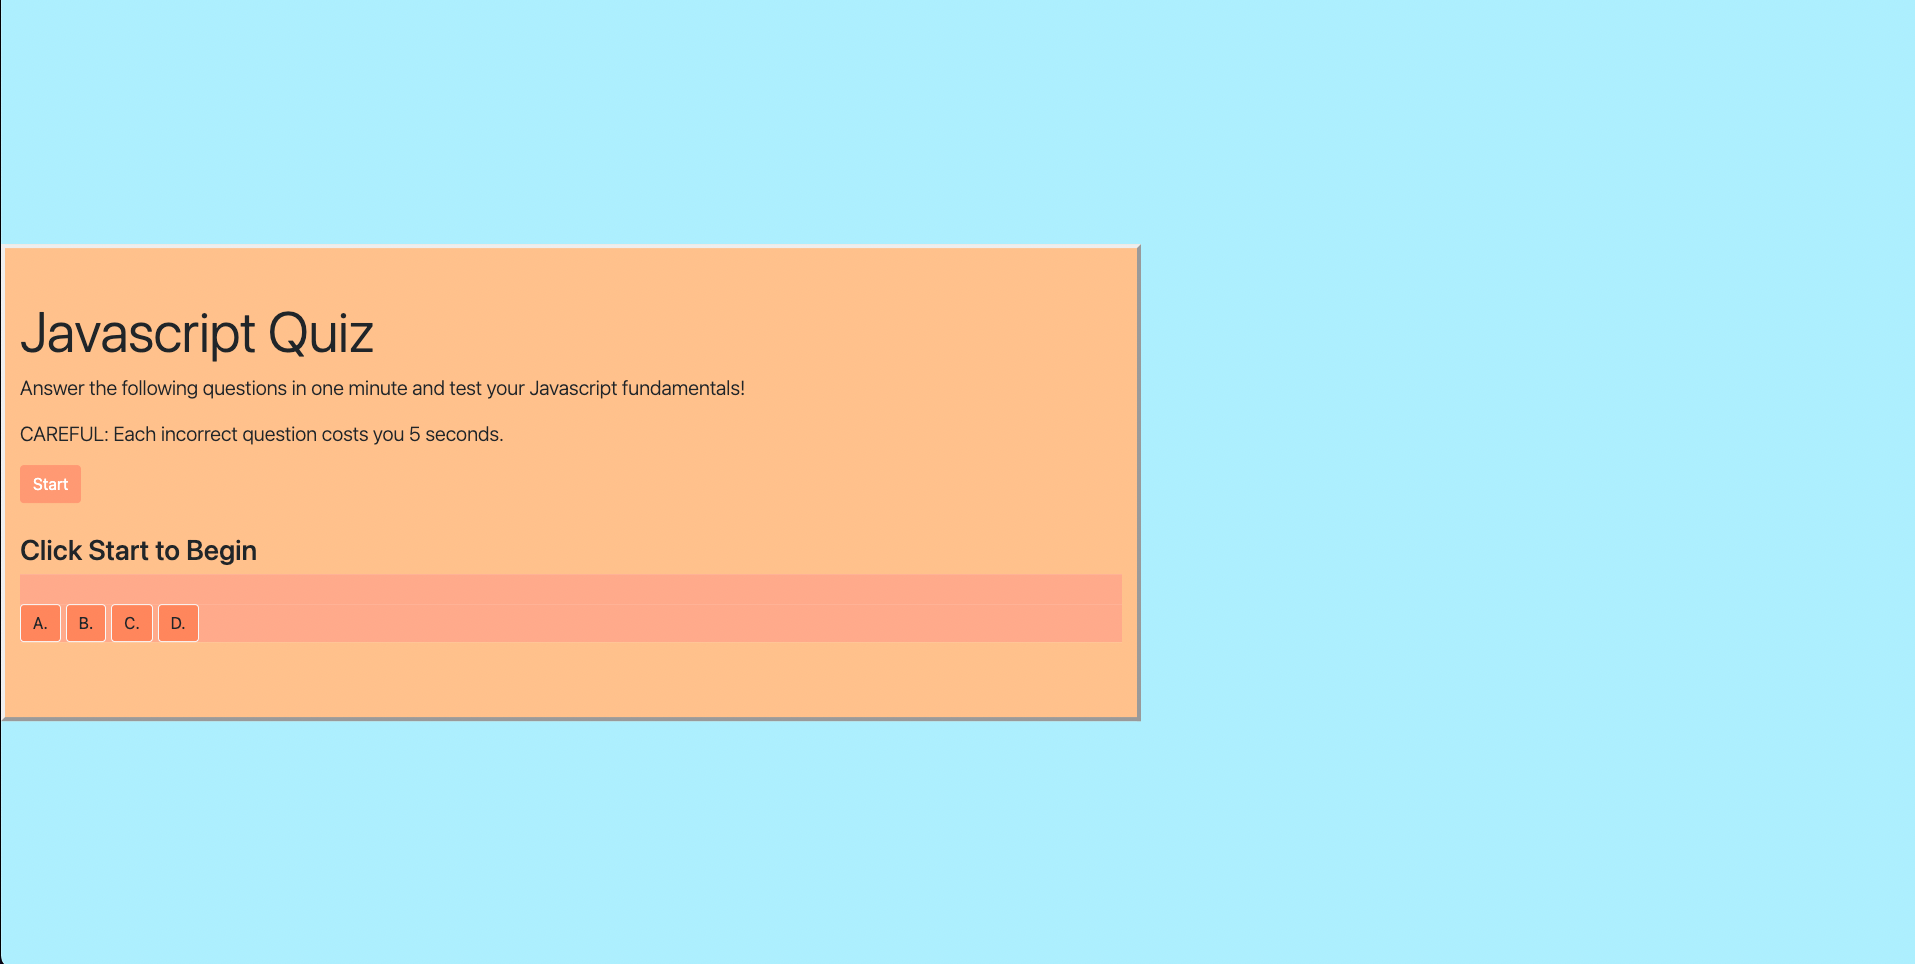 Javascript Quiz
Answer the following questions in one minute and test your Javascript fundamentals!
CAREFUL: Each incorrect question costs you 5 seconds.
Start
Click Start to Begin
A. B. C. D.